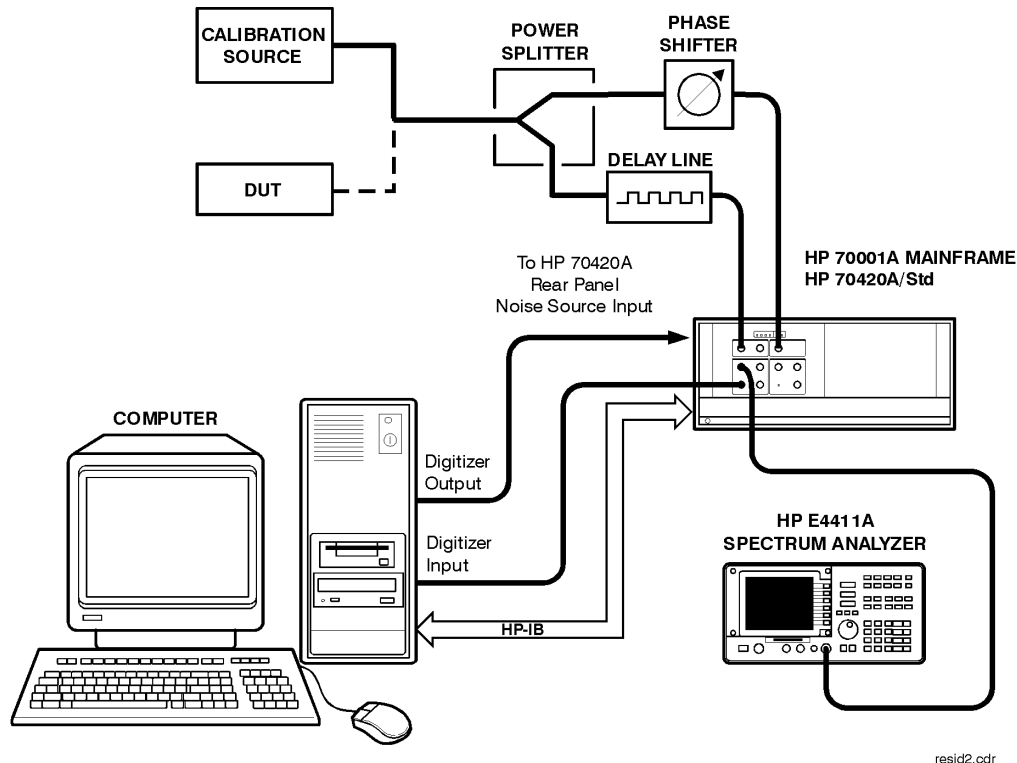 CALIBRATION
SOURCE
POWER
SPLITTER
PHASE
SHIFTER
DUT
DELAY LINE
To HP 70420A
Rear Panel
Noise Source Input
HP 70001A MAINFRAME
HP 70420A/Std
COMPUTER
Digitizer
Output
Digitizer
Input
HP-IB
HP E4411A
SPECTRUM ANALYZER
resid2.cdr